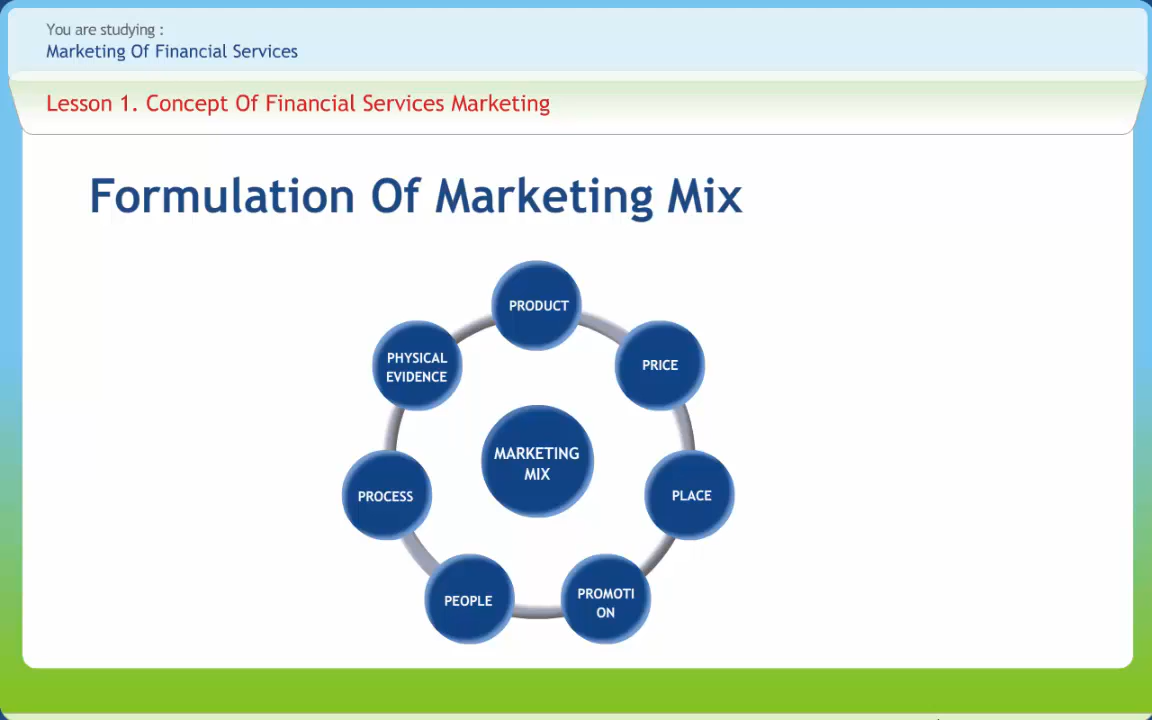 You are studying :
Marketing Of Financial Services
Lesson 1. Concept Of Financial Services Marketing
Formulation Of Marketing Mix
PRODUCT
PRICE
PLACE
PROMOTI
ON
PEOPLE
PROCESS
PHYSICAL
EVIDENCE
MARKETING
MIX